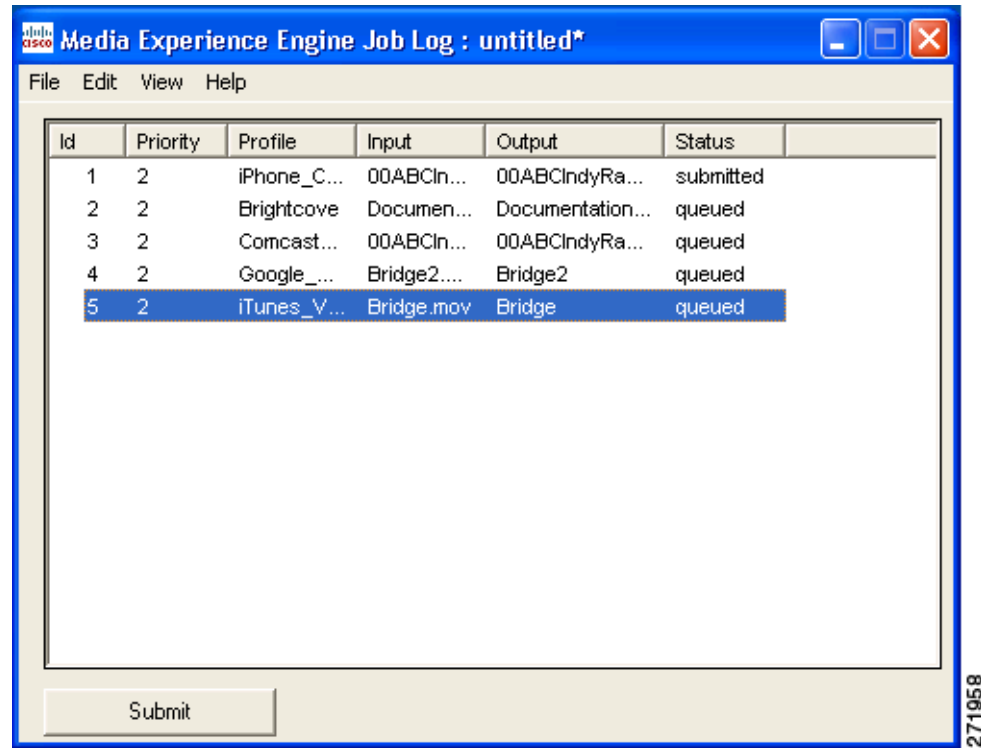 cisco Media Experience Engine Job Log : untitled*
File Edit View Help
Id Priority Profile Input Output Status
1 2 iPhone_C... 00ABCIn... 00ABCIndyRa... submitted
2 2 Brightcove Documen... Documentation... queued
3 2 Comcast... 00ABCIn... 00ABCIndyRa... queued
4 2 Google_... Bridge2.... Bridge2 queued
5 2 iTunes_V... Bridge.mov Bridge queued
Submit
271958